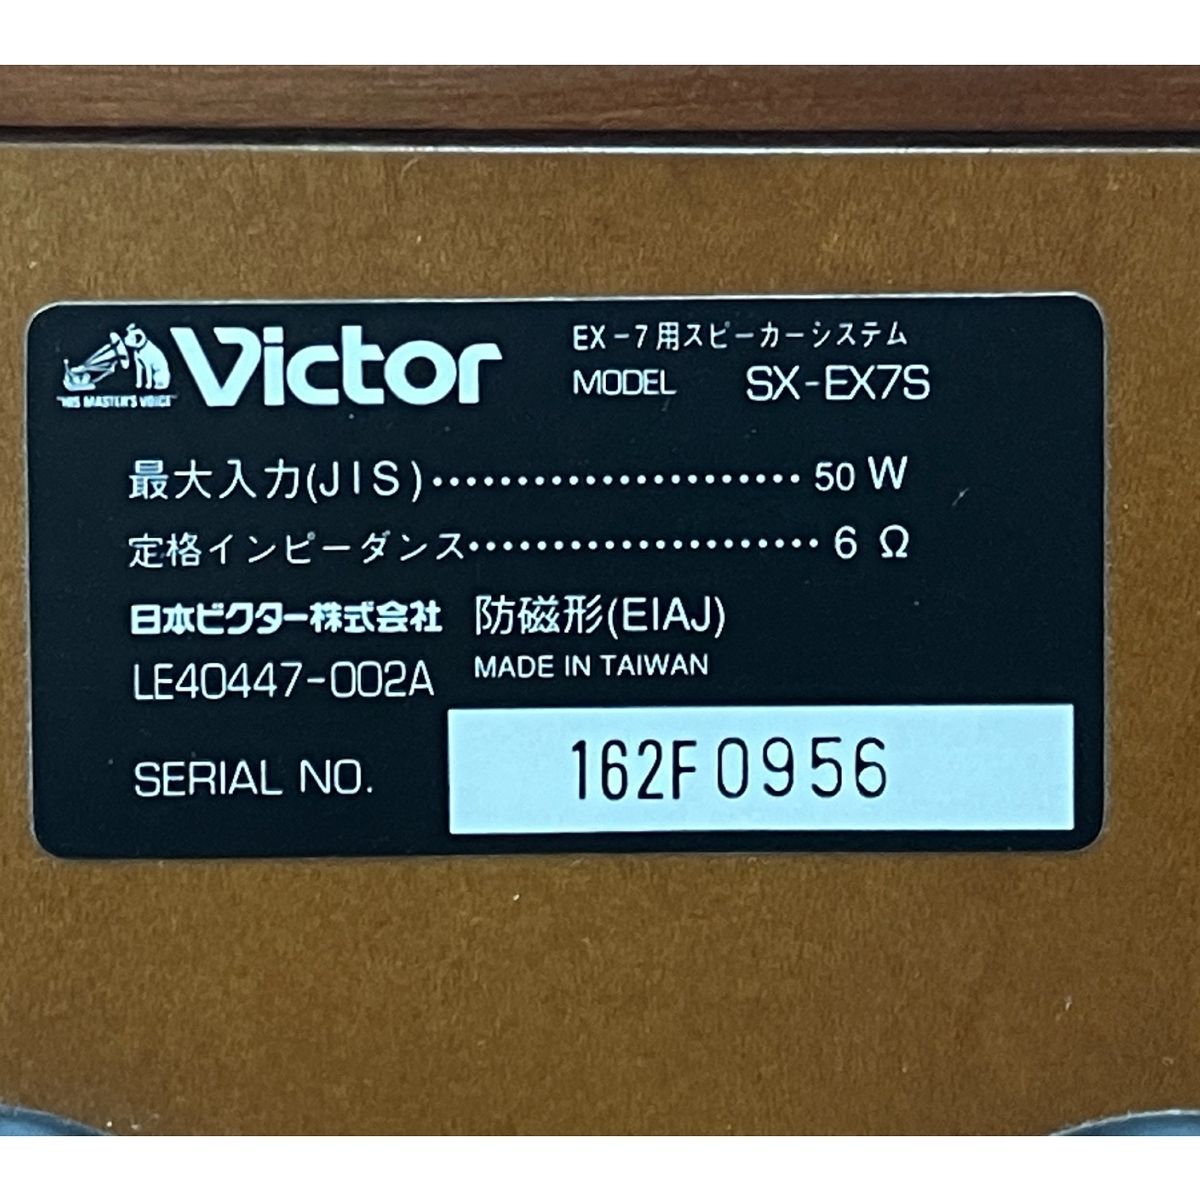 Victor
"HIS MASTER'S VOICE"
EX-7用スピーカーシステム
MODEL SX-EX7S
最大入力(JIS)······················50 W
定格インピーダンス·····················6 Ω
日本ビクター株式会社 防磁形(EIAJ)
LE40447-002A MADE IN TAIWAN
SERIAL NO. 162F0956